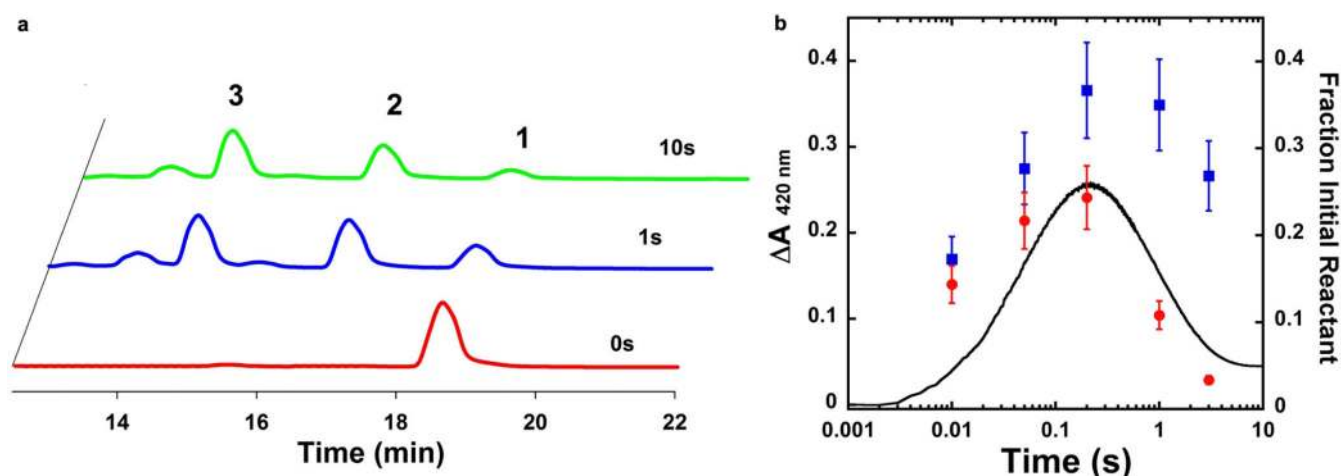 a
3
2
1
10s
1s
0s
14 16 18 20 22
Time (min)
b
0.4 0.4
0.3 0.3
0.2 0.2
0.1 0.1
0 0
ΔA 420 nm
Fraction Initial Reactant
0.001 0.01 0.1 1 10
Time (s)